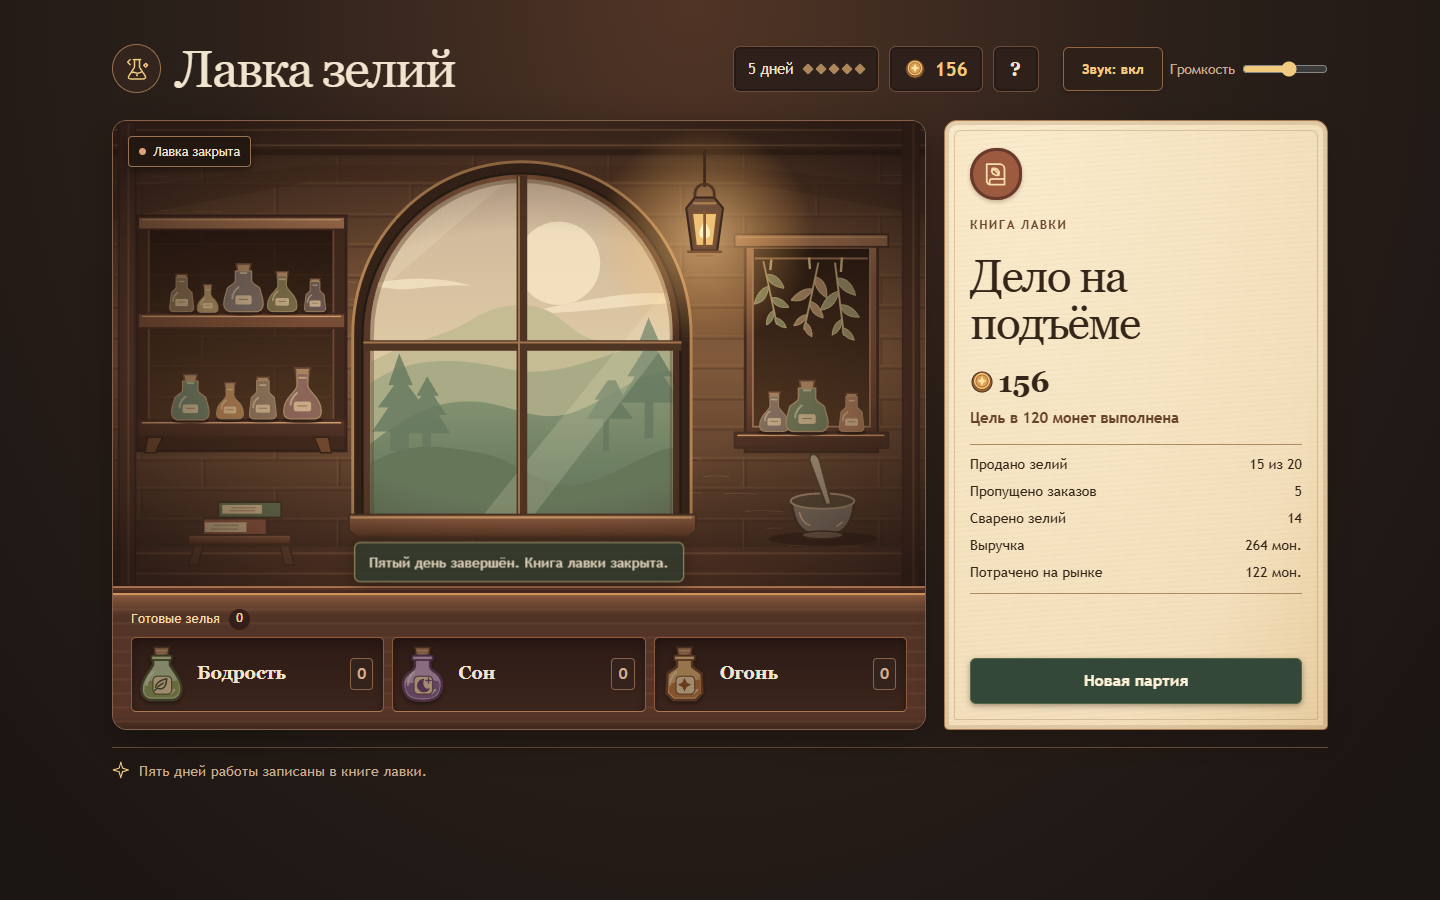 Лавка зелий
5 дней
156
?
Звук: вкл
Громкость
Лавка закрыта
Пятый день завершён. Книга лавки закрыта.
Готовые зелья 0
Бодрость 0
Сон 0
Огонь 0
КНИГА ЛАВКИ
Дело на
подъёме
156
Цель в 120 монет выполнена
Продано зелий 15 из 20
Пропущено заказов 5
Сварено зелий 14
Выручка 264 мон.
Потрачено на рынке 122 мон.
Новая партия
Пять дней работы записаны в книге лавки.